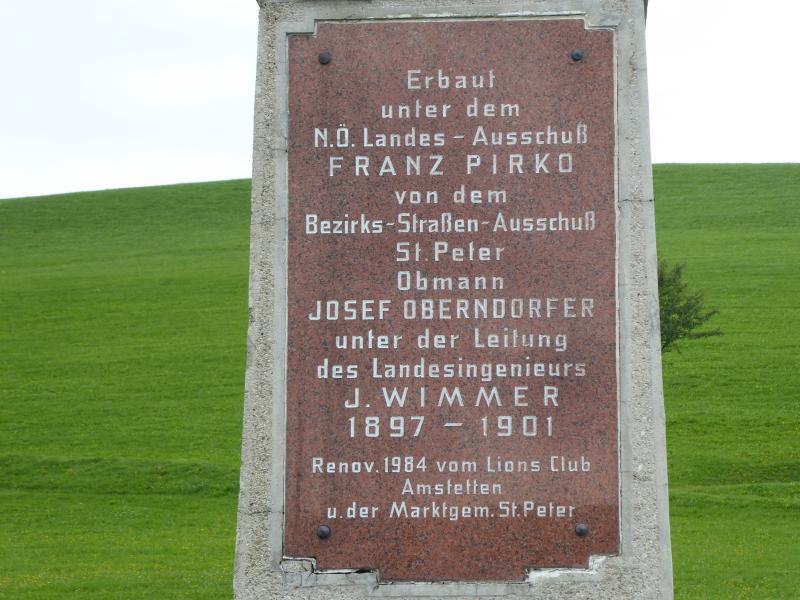 Erbaut
unter dem
N.Ö. Landes - Ausschuß
FRANZ PIRKO
von dem
Bezirks-Straßen-Ausschuß
St. Peter
Obmann
JOSEF OBERNDORFER
unter der Leitung
des Landesingenieurs
J. WIMMER
1897 - 1901
Renov. 1984 vom Lions Club
Amstetten
u. der Marktgem. St. Peter